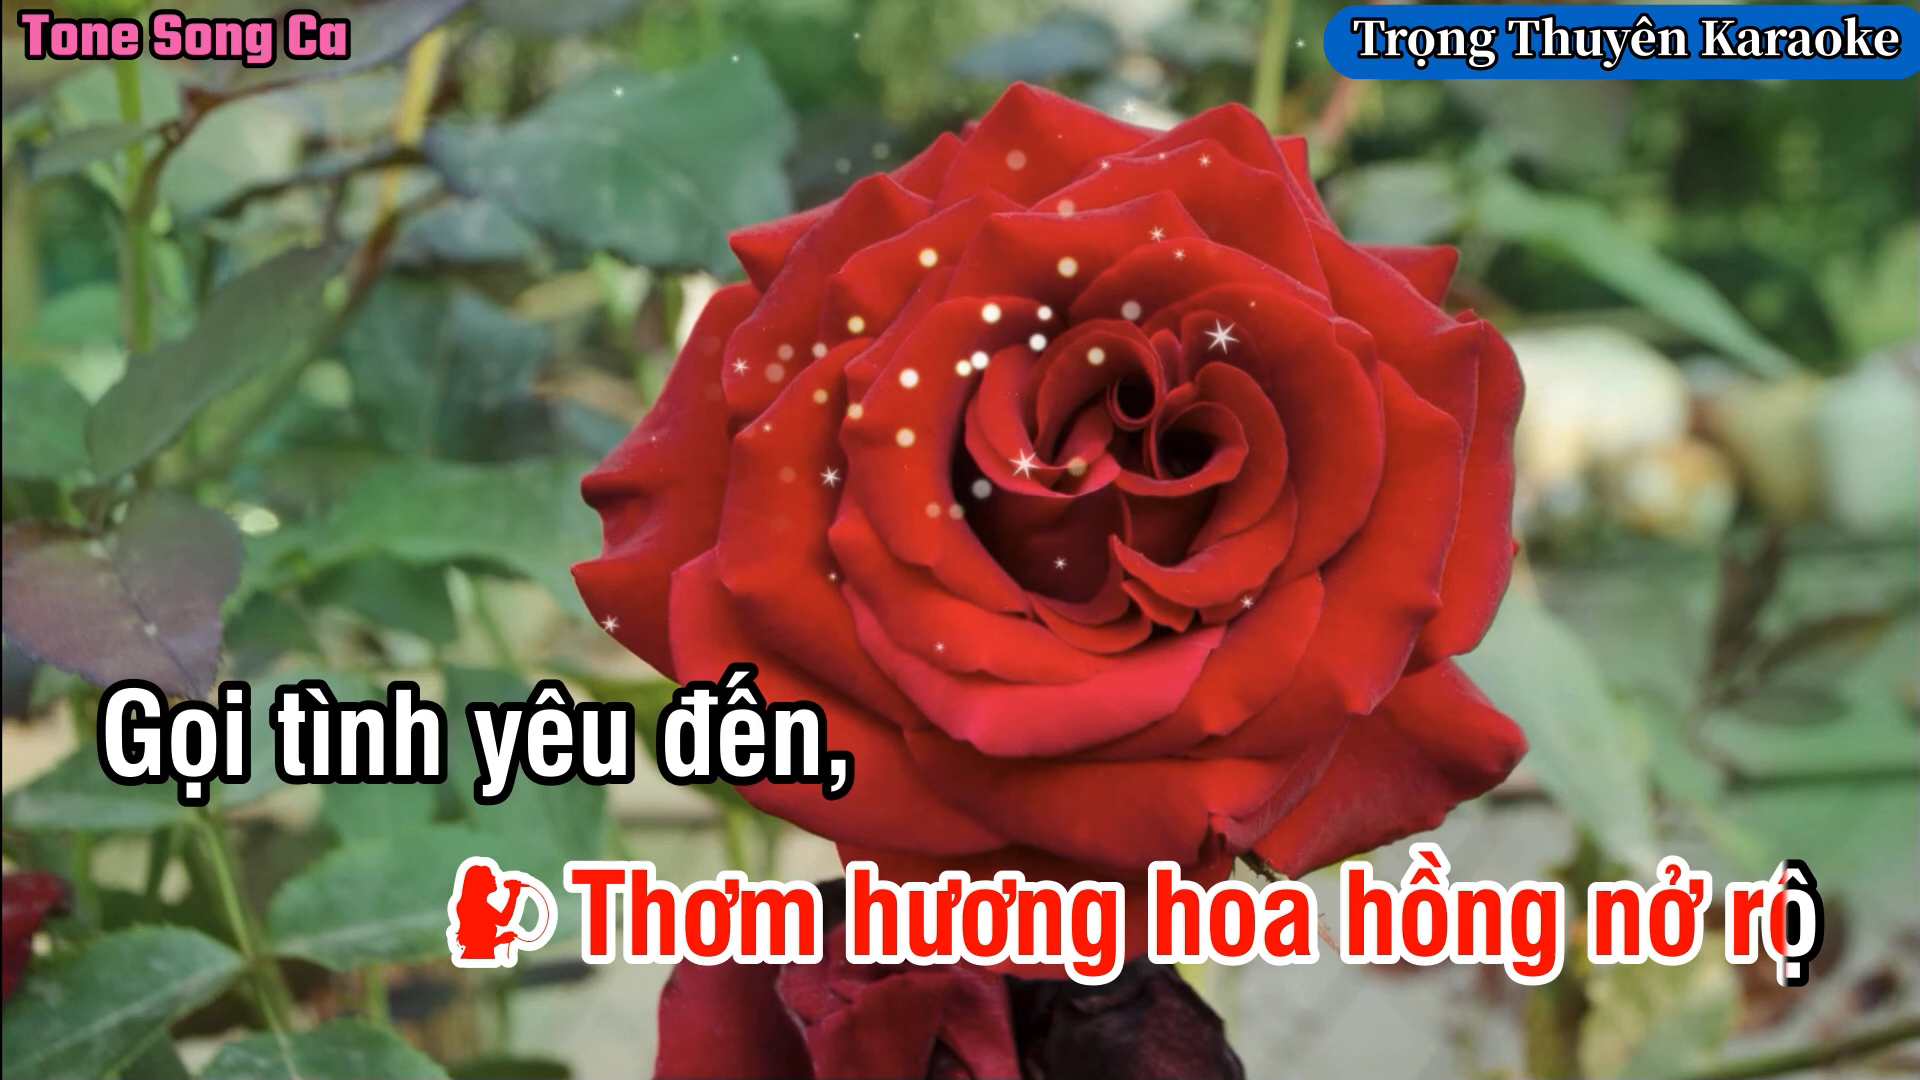 Tone Song Ca
Trọng Thuyên Karaoke
Gọi tình yêu đến,
Thơm hương hoa hồng nở rộ